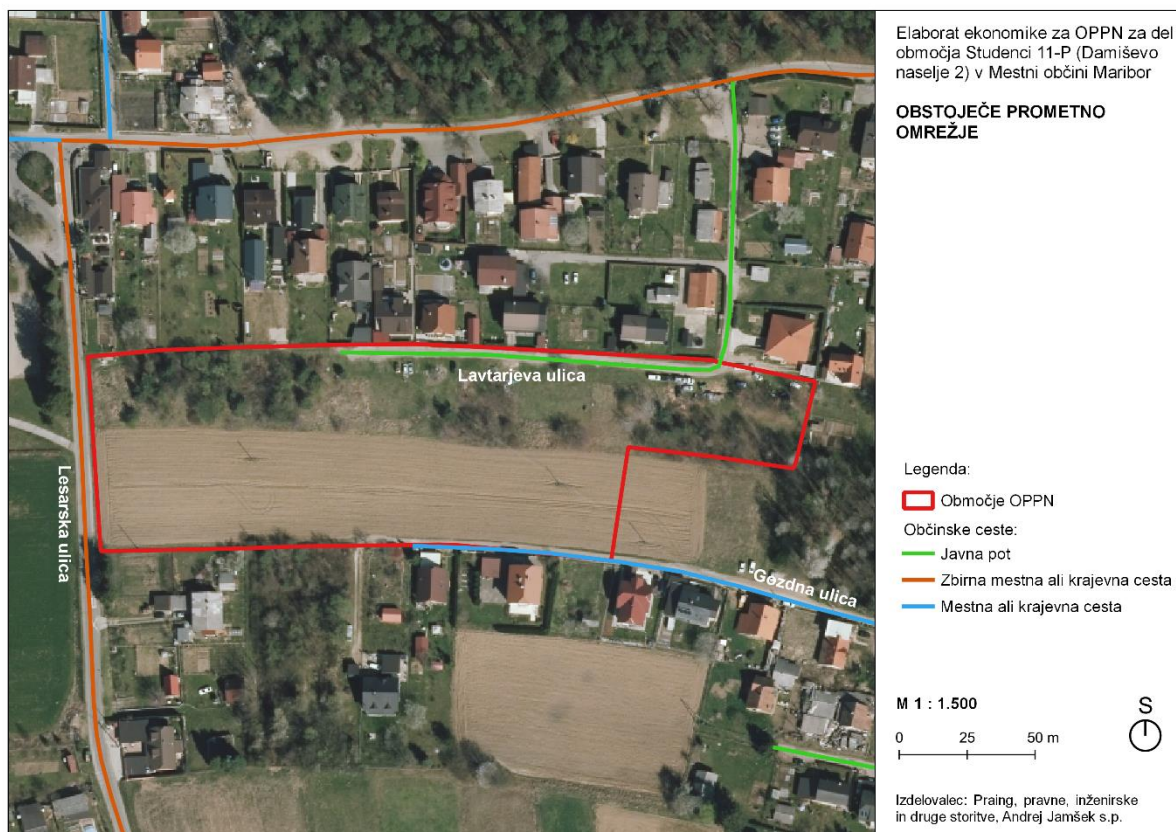 Elaborat ekonomike za OPPN za del
območja Studenci 11-P (Damiševo
naselje 2) v Mestni občini Maribor
OBSTOJEČE PROMETNO
OMREŽJE
Lavtarjeva ulica
Lesarska ulica
Gozdna ulica
Legenda:
Območje OPPN
Občinske ceste:
Javna pot
Zbirna mestna ali krajevna cesta
Mestna ali krajevna cesta
M 1 : 1.500
S
0 25 50 m
Izdelovalec: Praing, pravne, inženirske
in druge storitve, Andrej Jamšek s.p.